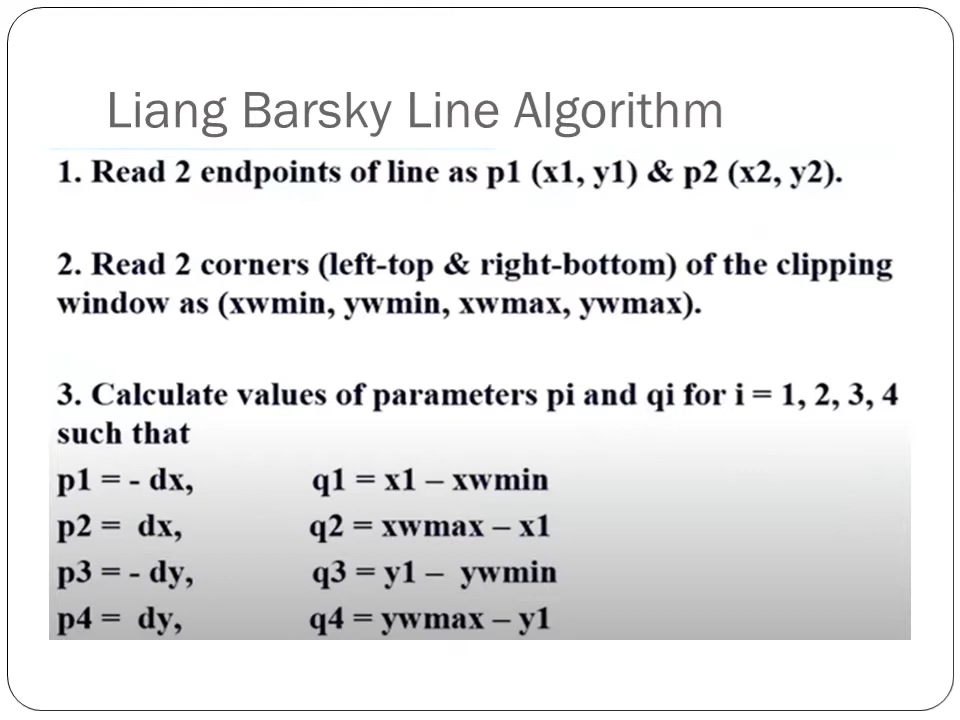 Liang Barsky Line Algorithm
1. Read 2 endpoints of line as p1 (x1, y1) & p2 (x2, y2).
2. Read 2 corners (left-top & right-bottom) of the clipping
window as (xwmin, ywmin, xwmax, ywmax).
3. Calculate values of parameters pi and qi for i = 1, 2, 3, 4
such that
p1 = - dx, q1 = x1 – xwmin
p2 = dx, q2 = xwmax – x1
p3 = - dy, q3 = y1 – ywmin
p4 = dy, q4 = ywmax – y1